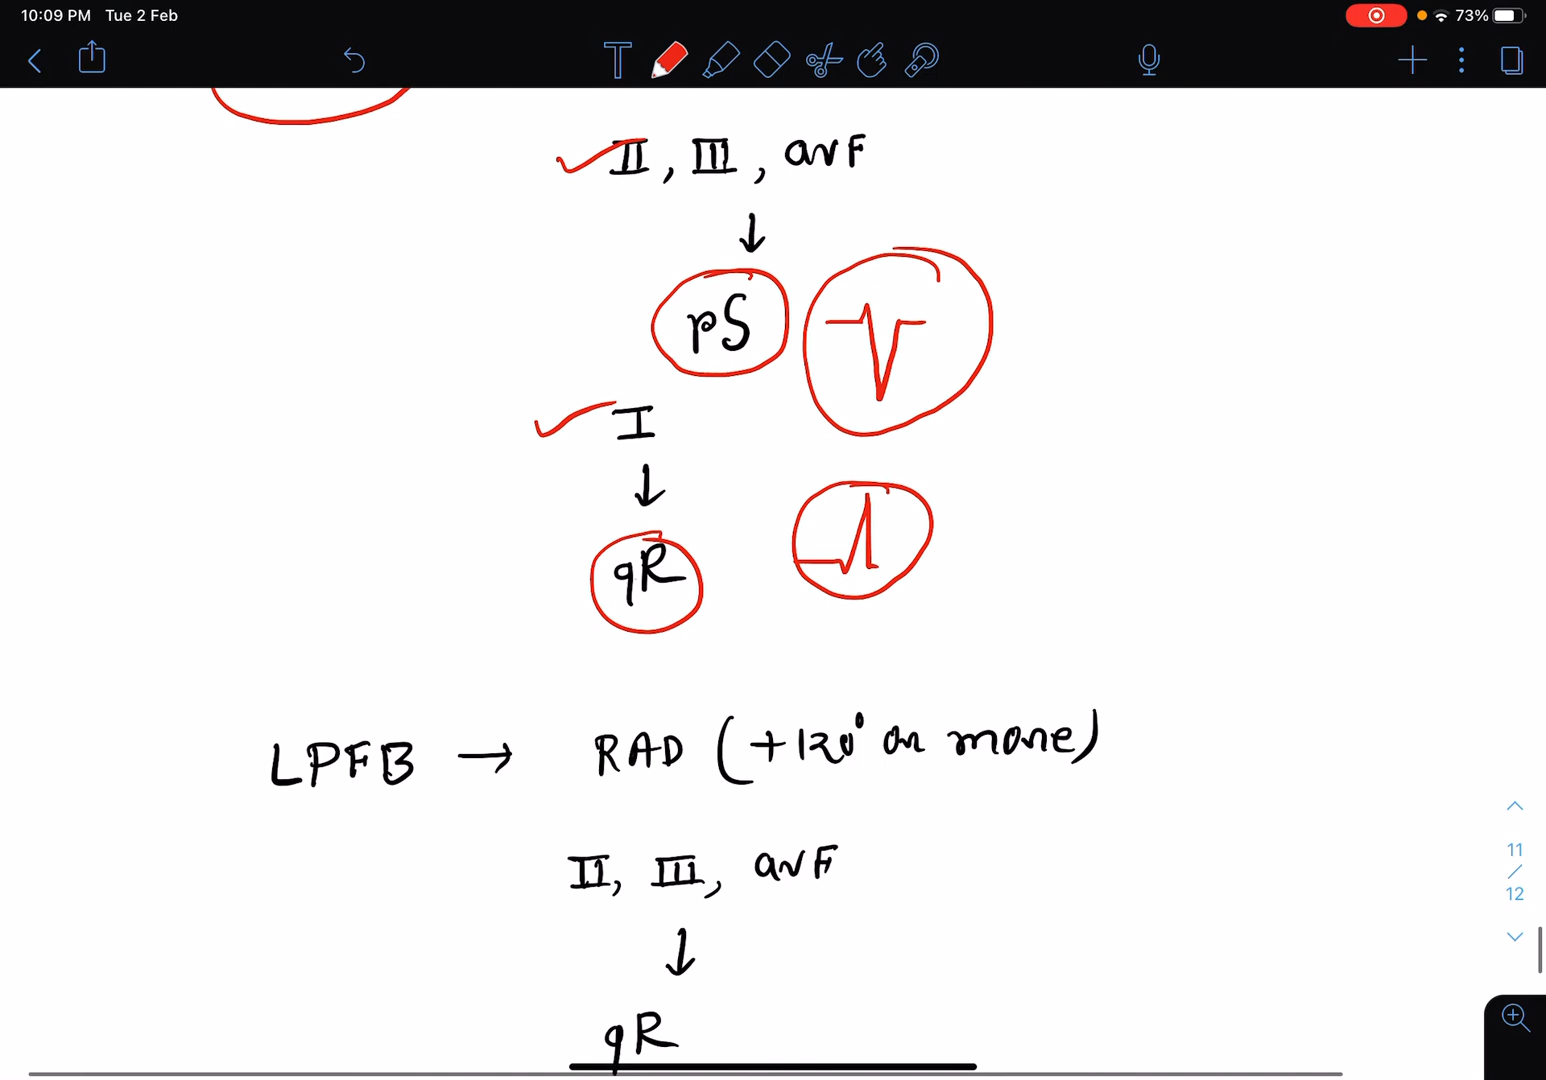 10:09 PM Tue 2 Feb
73%
T
II, III, avF
rS
I
qR
LPFB → RAD (+120° or more)
II, III, avF
qR
11
/
12